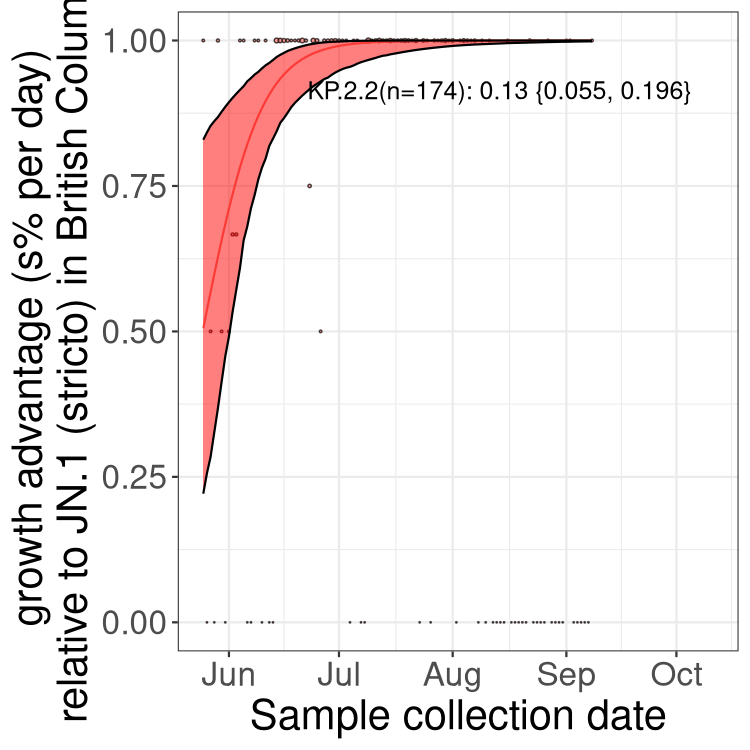 growth advantage (s% per day)
relative to JN.1 (stricto) in British Colum
1.00
0.75
0.50
0.25
0.00
KP.2.2(n=174): 0.13 {0.055, 0.196}
Jun Jul Aug Sep Oct
Sample collection date